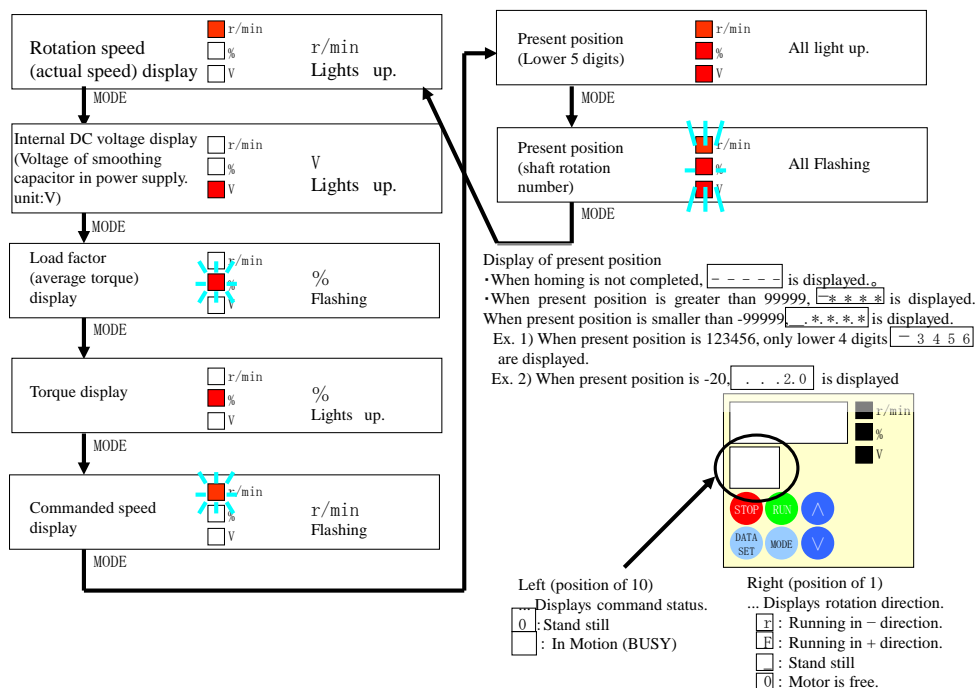 Rotation speed
(actual speed) display
r/min
%
V
r/min
Lights up.
MODE
Internal DC voltage display
(Voltage of smoothing
capacitor in power supply.
unit:V)
r/min
%
V
V
Lights up.
MODE
Load factor
(average torque)
display
r/min
%
V
%
Flashing
MODE
Torque display
r/min
%
V
%
Lights up.
MODE
Commanded speed
display
r/min
%
V
r/min
Flashing
MODE
Present position
(Lower 5 digits)
r/min
%
V
All light up.
MODE
Present position
(shaft rotation
number)
r/min
%
V
All Flashing
MODE
Display of present position
・When homing is not completed, － － － － － is displayed.。
・When present position is greater than 99999, ￣* * * * is displayed.
When present position is smaller than -99999, _.*.*.*.* is displayed.
Ex. 1) When present position is 123456, only lower 4 digits ￣ 3 4 5 6
are displayed.
Ex. 2) When present position is -20, . . .2.0 is displayed
r/min
%
V
STOP RUN ∧
DATA
SET MODE ∨
Left (position of 10)
... Displays command status.
0 : Stand still
: In Motion (BUSY)
Right (position of 1)
... Displays rotation direction.
r : Running in − direction.
F : Running in + direction.
_ : Stand still
0 : Motor is free.